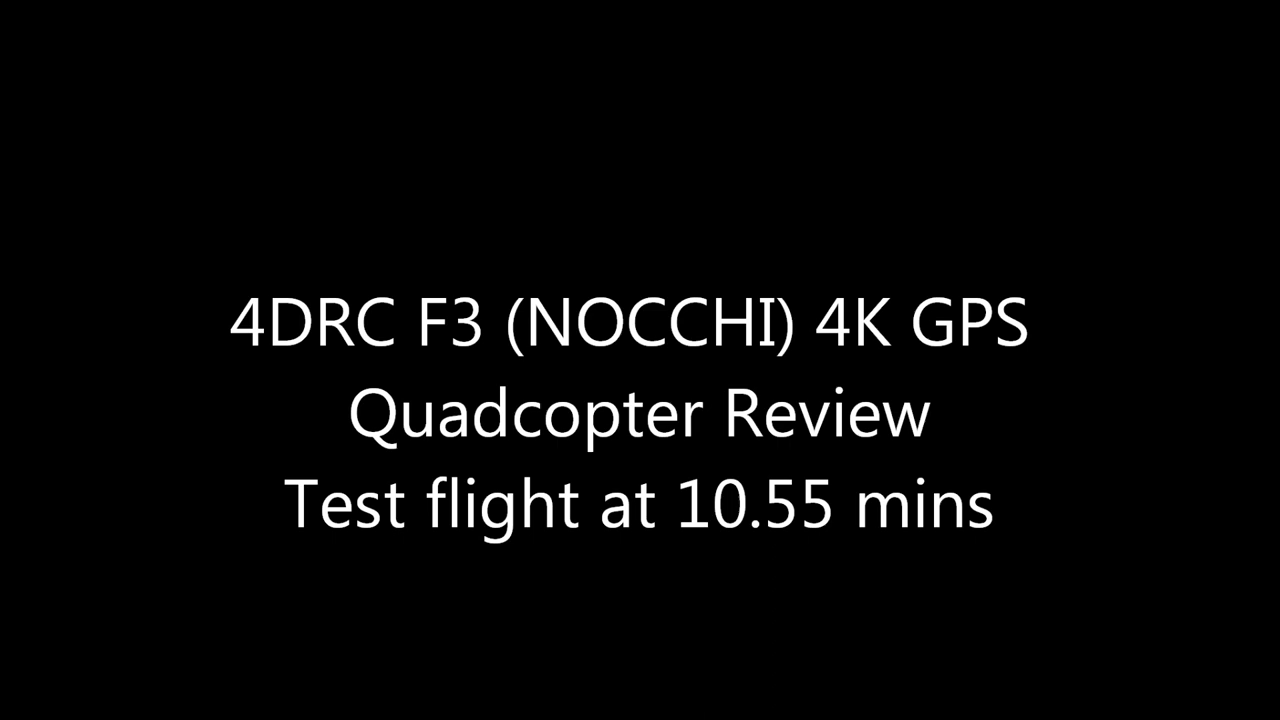 4DRC F3 (NOCCHI) 4K GPS
Quadcopter Review
Test flight at 10.55 mins